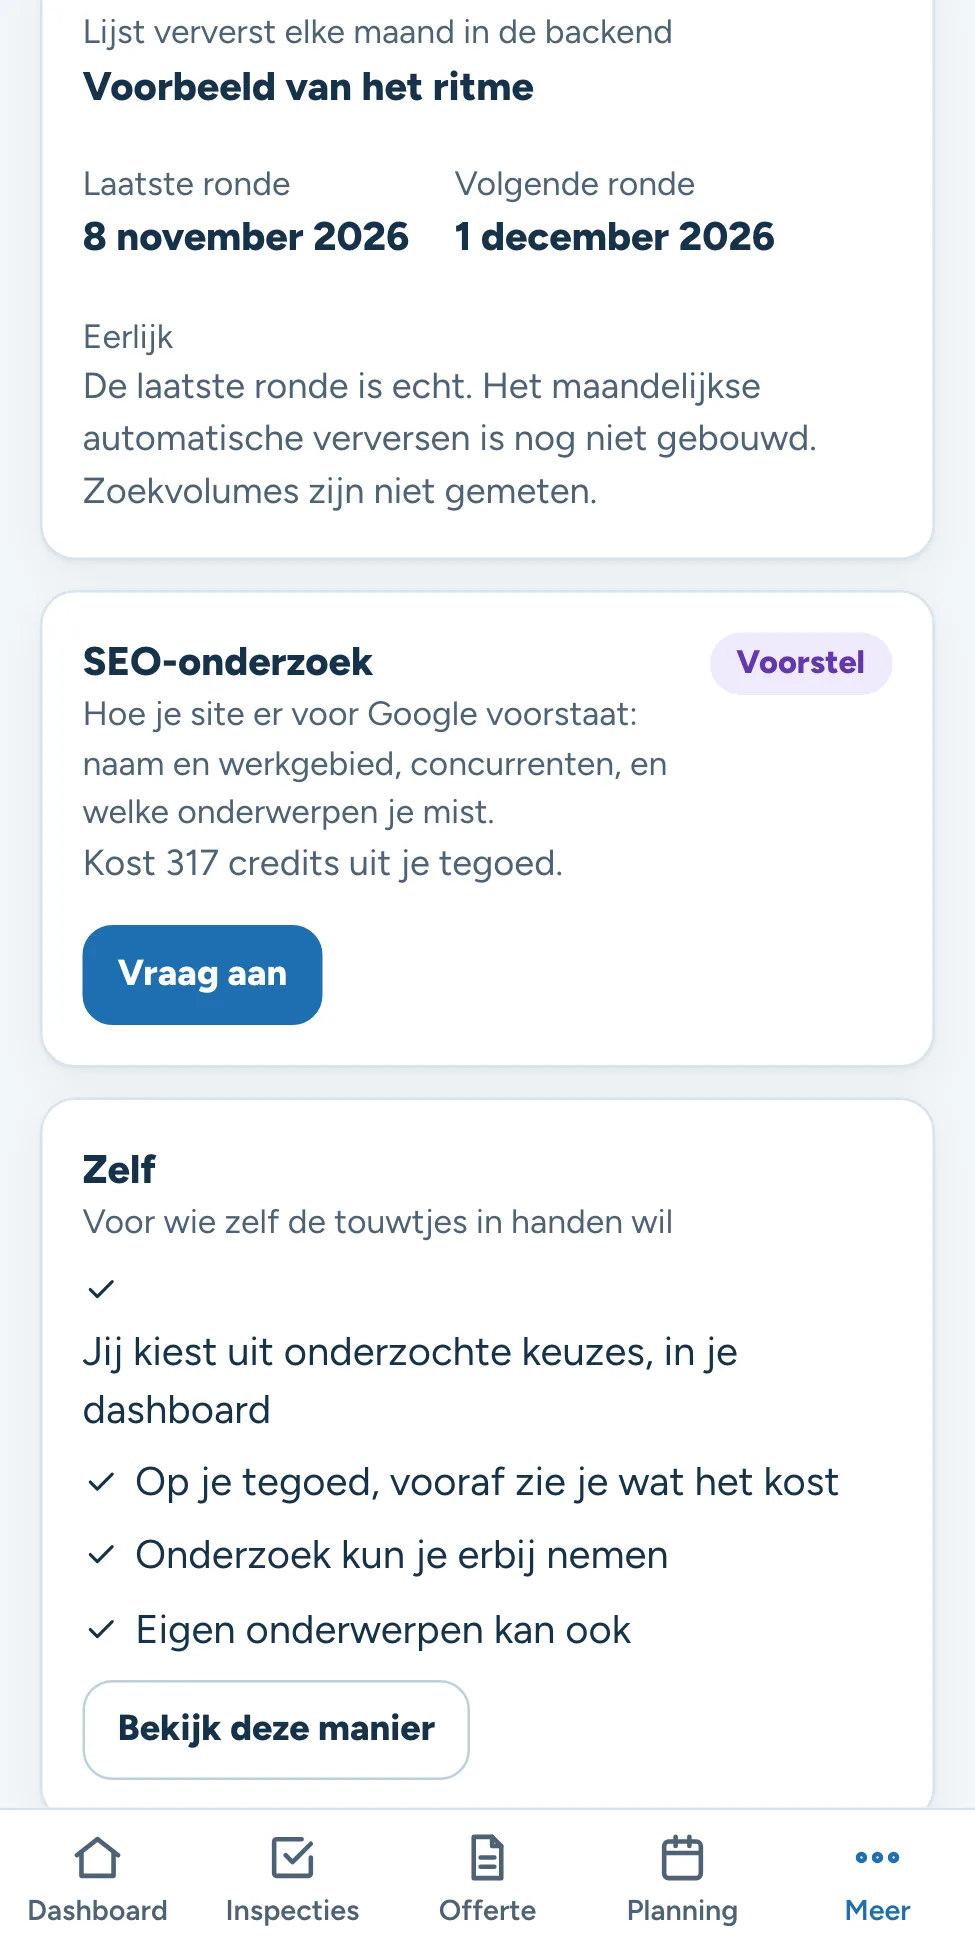 Lijst ververst elke maand in de backend
Voorbeeld van het ritme
Laatste ronde
8 november 2026
Volgende ronde
1 december 2026
Eerlijk
De laatste ronde is echt. Het maandelijkse
automatische verversen is nog niet gebouwd.
Zoekvolumes zijn niet gemeten.
SEO-onderzoek
Voorstel
Hoe je site er voor Google voorstaat:
naam en werkgebied, concurrenten, en
welke onderwerpen je mist.
Kost 317 credits uit je tegoed.
Vraag aan
Zelf
Voor wie zelf de touwtjes in handen wil
Jij kiest uit onderzochte keuzes, in je
dashboard
Op je tegoed, vooraf zie je wat het kost
Onderzoek kun je erbij nemen
Eigen onderwerpen kan ook
Bekijk deze manier
Dashboard
Inspecties
Offerte
Planning
Meer